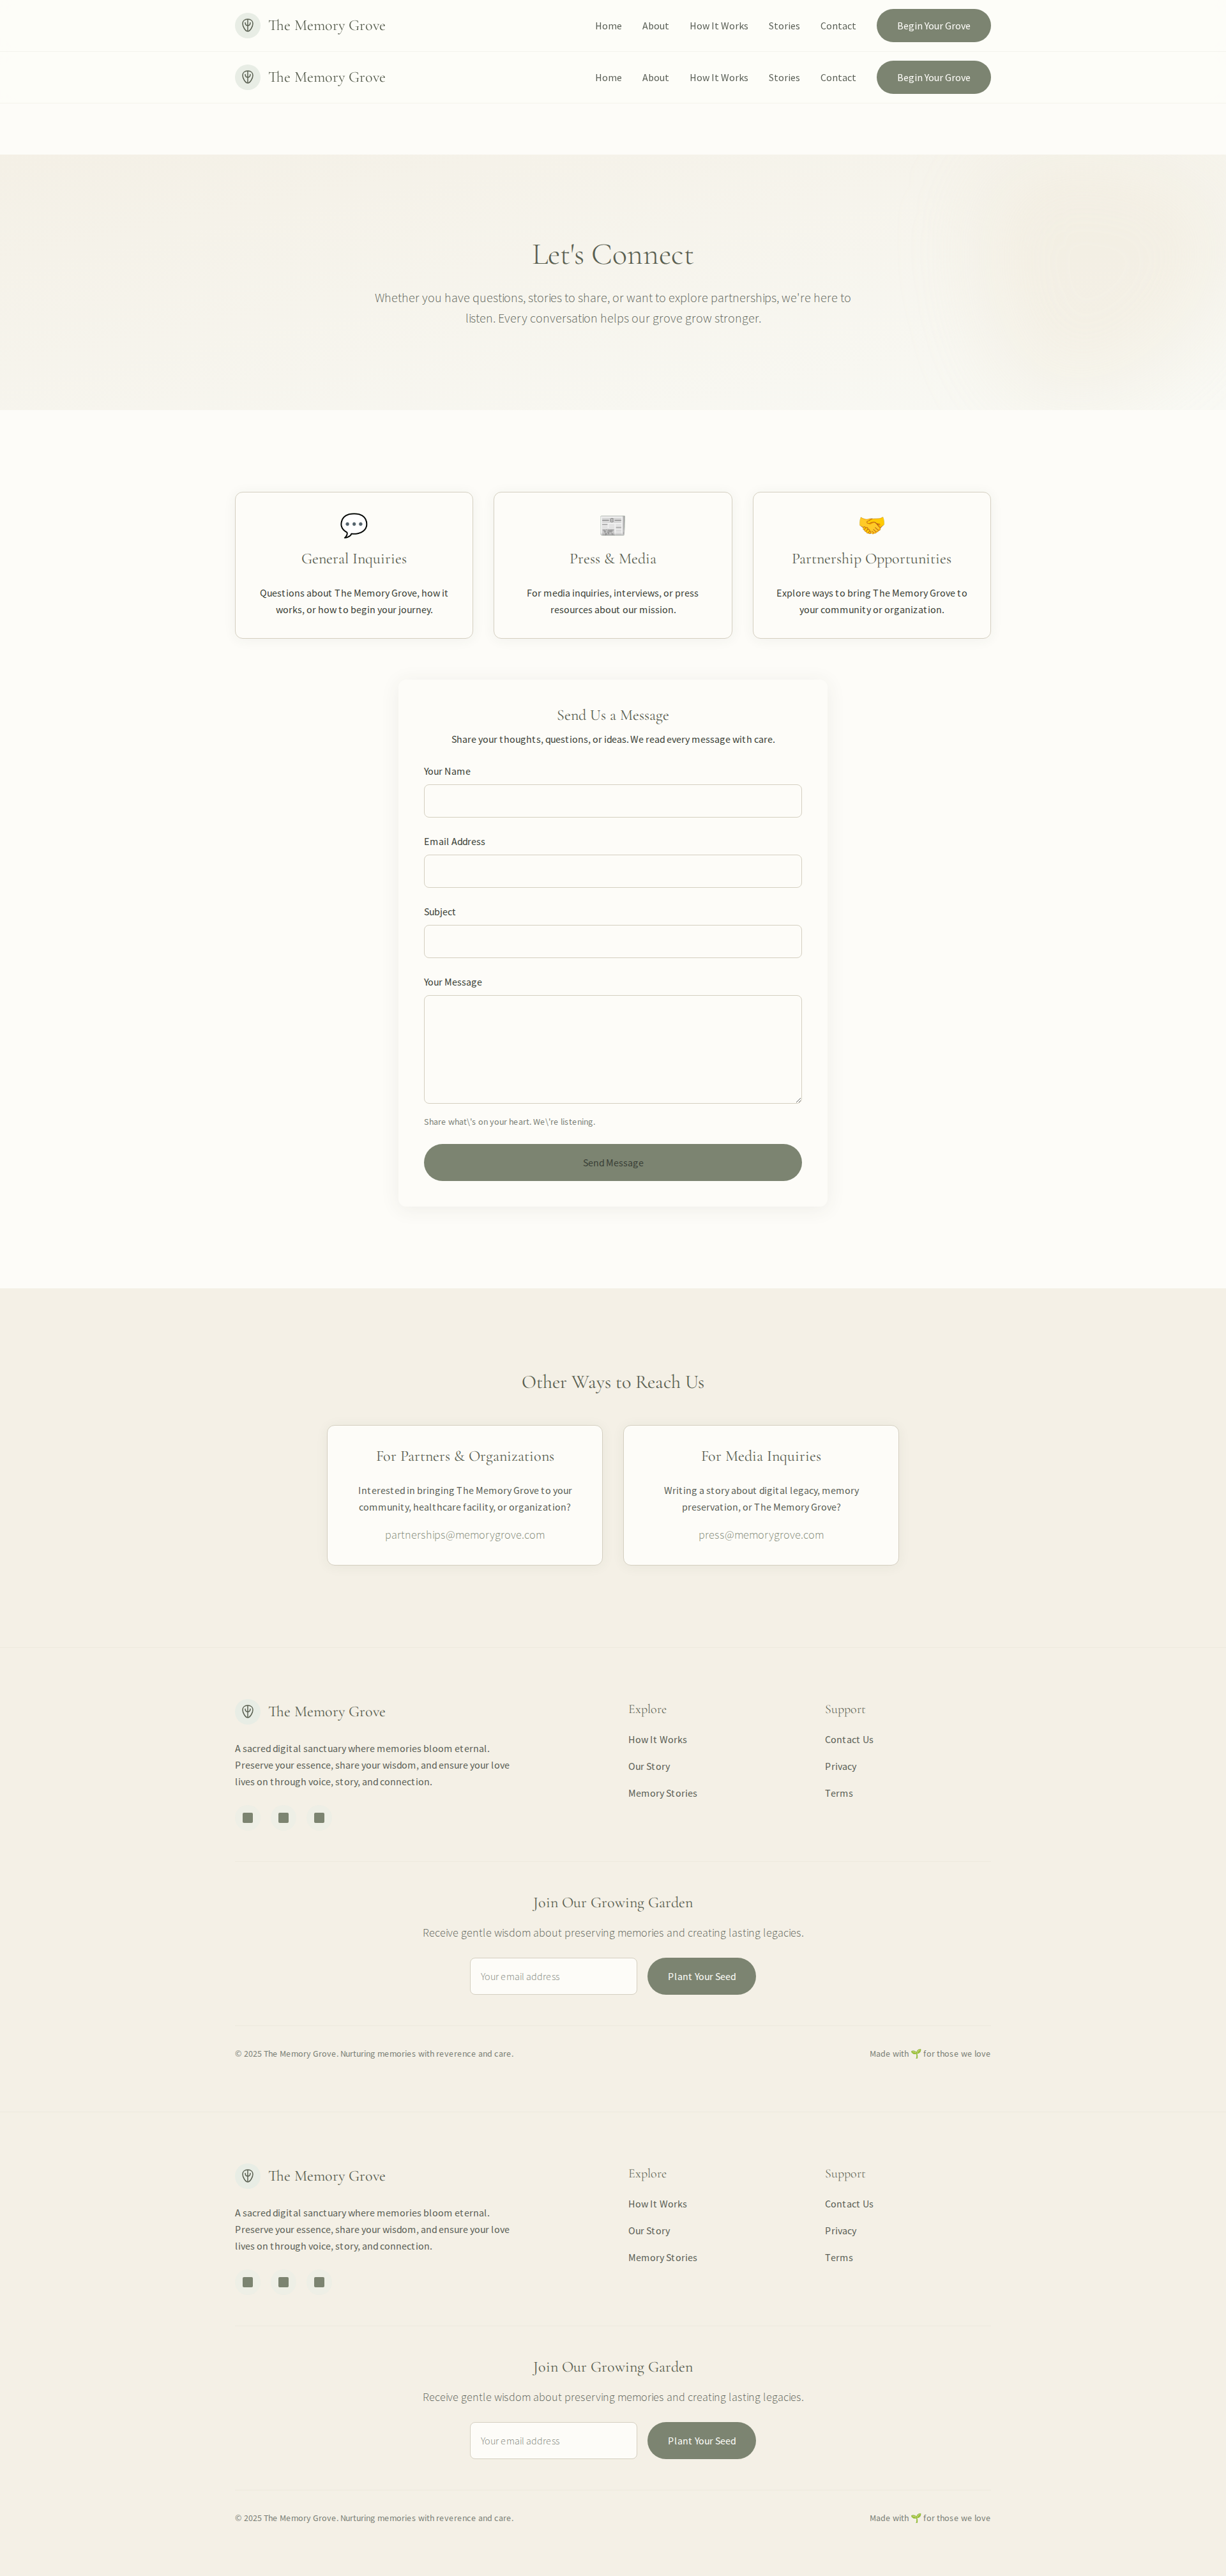 The Memory Grove
Home About How It Works Stories Contact Begin Your Grove
The Memory Grove
Home About How It Works Stories Contact Begin Your Grove
Let's Connect
Whether you have questions, stories to share, or want to explore partnerships, we're here to
listen. Every conversation helps our grove grow stronger.
General Inquiries
Questions about The Memory Grove, how it
works, or how to begin your journey.
Press & Media
For media inquiries, interviews, or press
resources about our mission.
Partnership Opportunities
Explore ways to bring The Memory Grove to
your community or organization.
Send Us a Message
Share your thoughts, questions, or ideas. We read every message with care.
Your Name
Email Address
Subject
Your Message
Share what\'s on your heart. We\'re listening.
Send Message
Other Ways to Reach Us
For Partners & Organizations
Interested in bringing The Memory Grove to your
community, healthcare facility, or organization?
partnerships@memorygrove.com
For Media Inquiries
Writing a story about digital legacy, memory
preservation, or The Memory Grove?
press@memorygrove.com
The Memory Grove
A sacred digital sanctuary where memories bloom eternal.
Preserve your essence, share your wisdom, and ensure your love
lives on through voice, story, and connection.
Explore
How It Works
Our Story
Memory Stories
Support
Contact Us
Privacy
Terms
Join Our Growing Garden
Receive gentle wisdom about preserving memories and creating lasting legacies.
Your email address Plant Your Seed
© 2025 The Memory Grove. Nurturing memories with reverence and care.
Made with 🌱 for those we love
The Memory Grove
A sacred digital sanctuary where memories bloom eternal.
Preserve your essence, share your wisdom, and ensure your love
lives on through voice, story, and connection.
Explore
How It Works
Our Story
Memory Stories
Support
Contact Us
Privacy
Terms
Join Our Growing Garden
Receive gentle wisdom about preserving memories and creating lasting legacies.
Your email address Plant Your Seed
© 2025 The Memory Grove. Nurturing memories with reverence and care.
Made with 🌱 for those we love